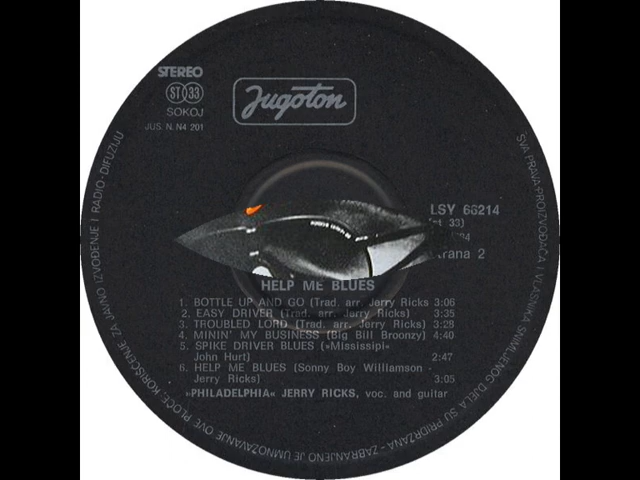 STEREO
ST 33
SOKOJ
JUS. N. N4 201
Jugoton
LSY 66214
33)
2
HELP ME BLUES
1. BOTTLE UP AND GO (Trad. arr. Jerry Ricks) 3:06
2. EASY DRIVER (Trad. arr. Jerry Ricks) 3:35
3. TROUBLED LORD (Trad. arr. Jerry Ricks) 3:28
4. MININ' MY BUSINESS (Big Bill Broonzy) 4:40
5. SPIKE DRIVER BLUES (»Mississipi«
John Hurt) 2:47
6. HELP ME BLUES (Sonny Boy Williamson -
Jerry Ricks) 3:05
»PHILADELPHIA« JERRY RICKS, voc. and guitar
SVA PRAVA PROIZVOĐAČA I VLASNIKA SNIMLJENOG DJELA SU PRIDRŽANA - ZABRANJENO JE UMNOŽAVANJE OVE PLOČE, KORIŠĆENJE ZA JAVNO IZVOĐENJE I RADIO-DIFUZIJU